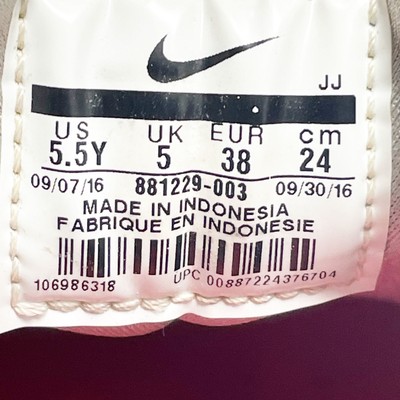 JJ
US UK EUR cm
5.5Y 5 38 24
09/07/16 881229-003 09/30/16
MADE IN INDONESIA
FABRIQUE EN INDONESIE
106986318 UPC 00887224376704